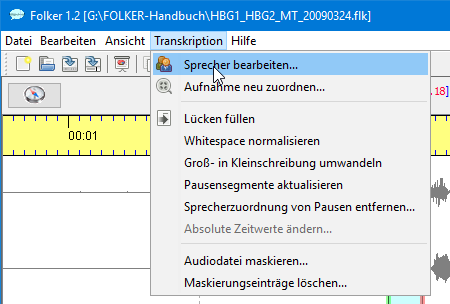 Folker 1.2 [G:\FOLKER-Handbuch\HBG1_HBG2_MT_20090324.flk]
Datei Bearbeiten Ansicht Transkription Hilfe
Sprecher bearbeiten...
Aufnahme neu zuordnen...
.18]
Lücken füllen
00:01
Whitespace normalisieren
Groß- in Kleinschreibung umwandeln
Pausensegmente aktualisieren
Sprecherzuordnung von Pausen entfernen...
Absolute Zeitwerte ändern...
Audiodatei maskieren...
Maskierungseinträge löschen...